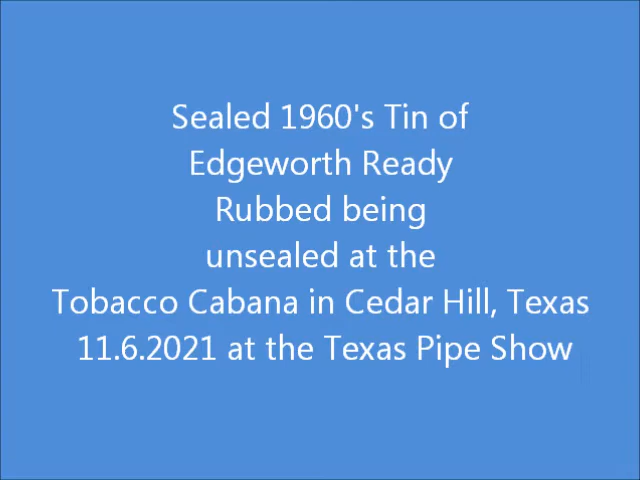 Sealed 1960's Tin of
Edgeworth Ready
Rubbed being
unsealed at the
Tobacco Cabana in Cedar Hill, Texas
11.6.2021 at the Texas Pipe Show